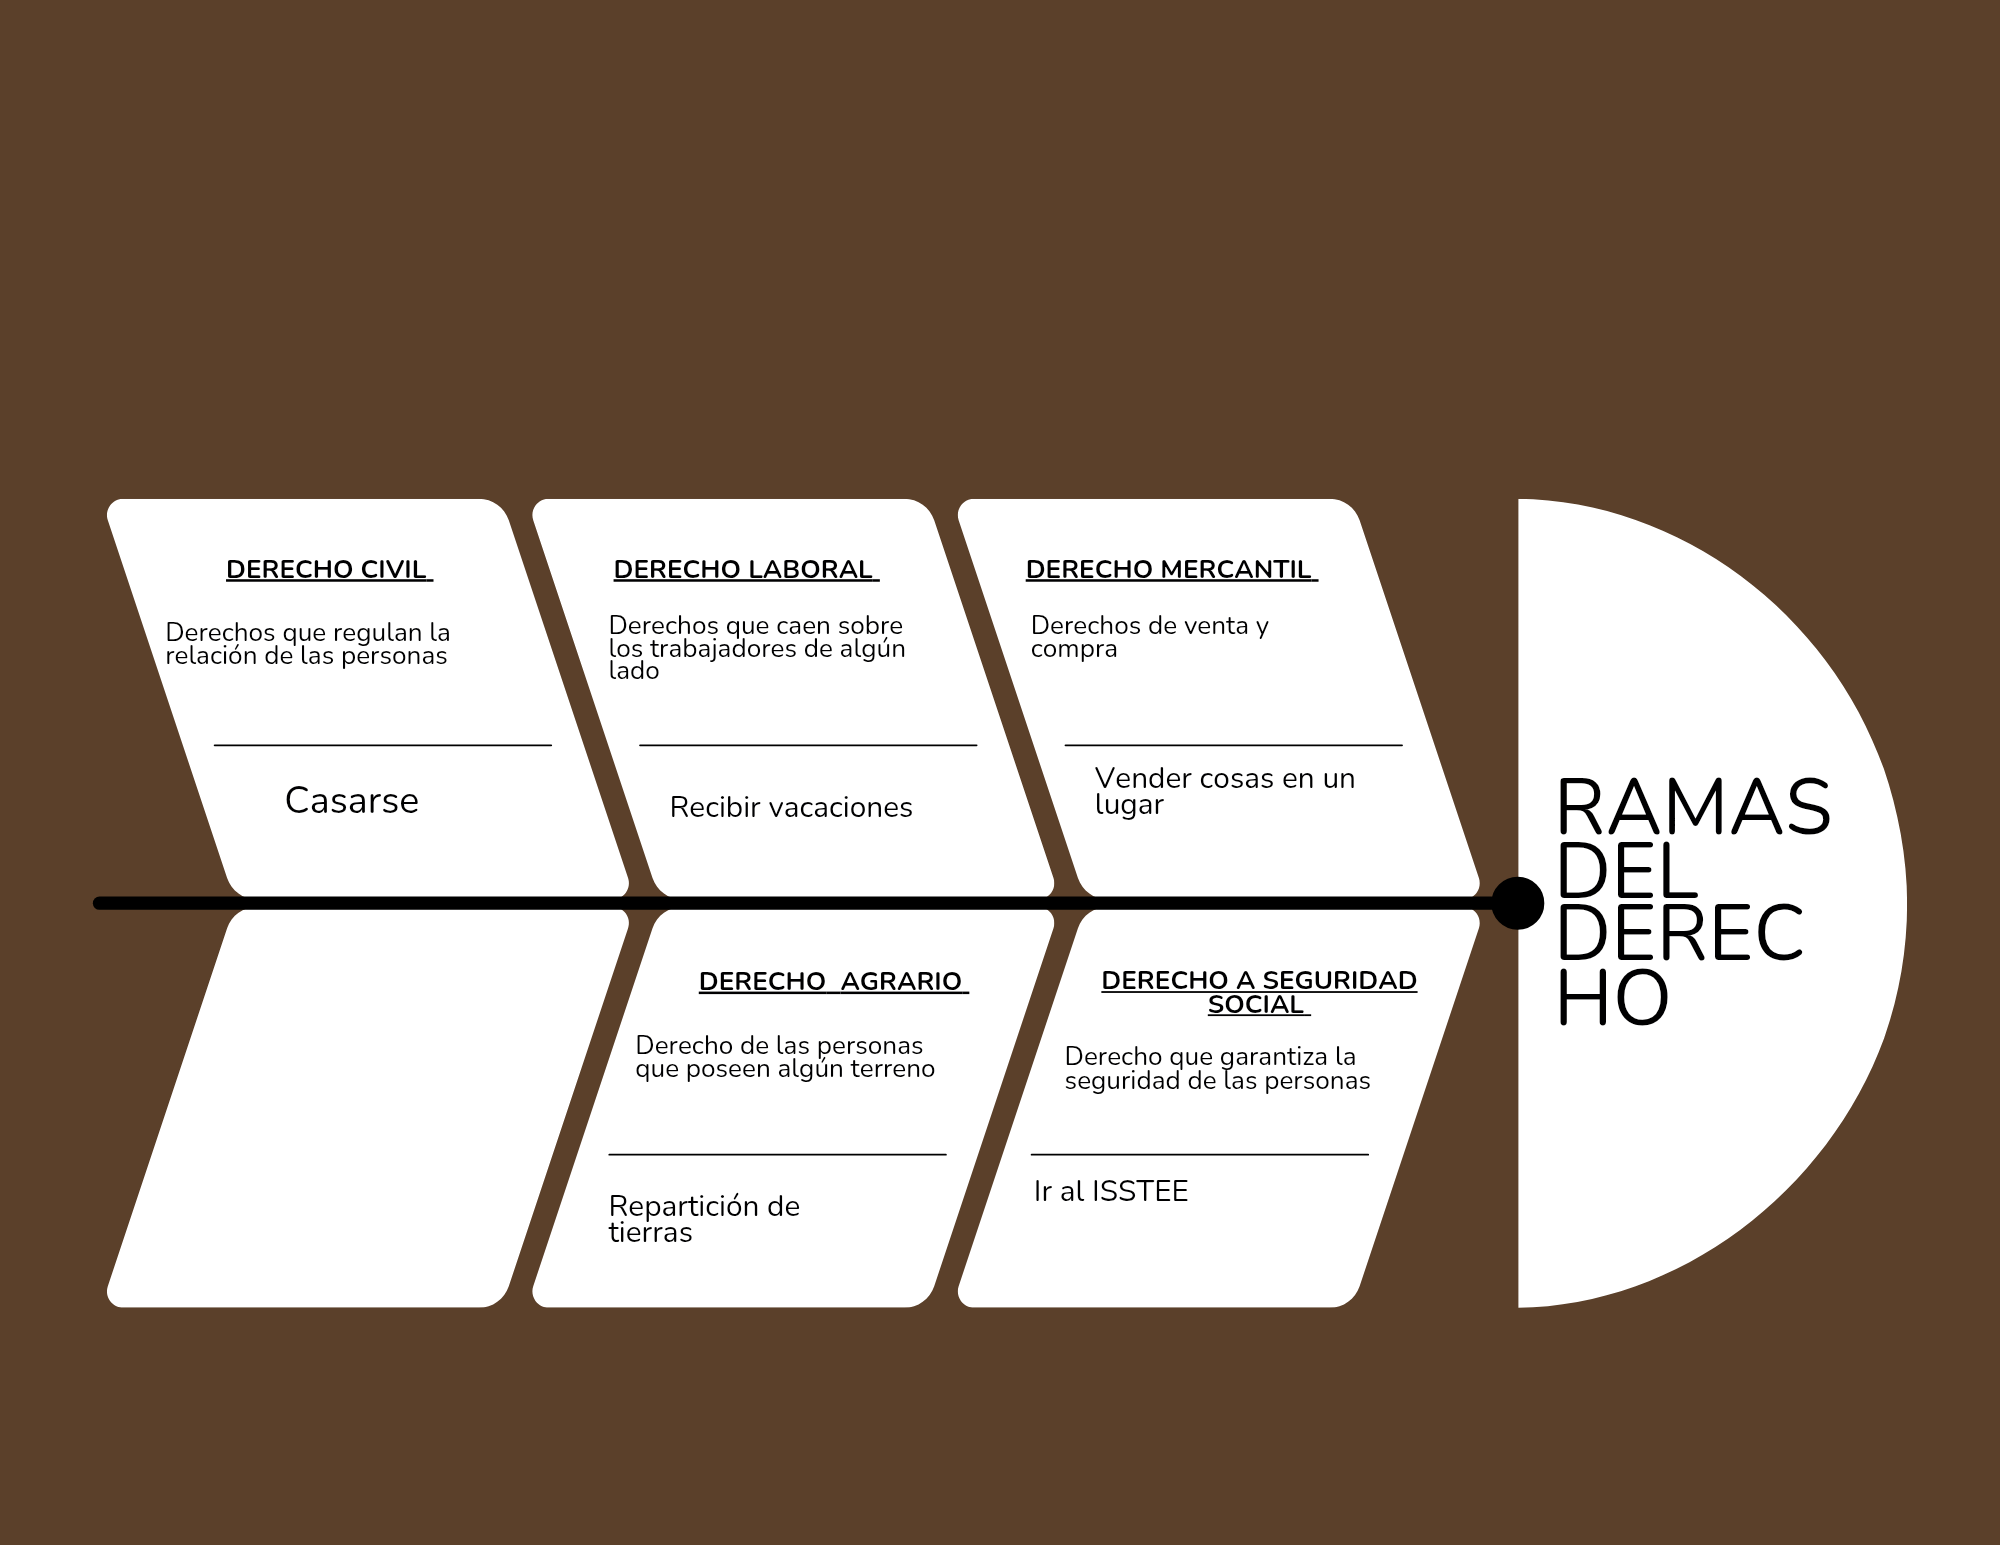 DERECHO CIVIL
Derechos que regulan la
relación de las personas
Casarse
DERECHO LABORAL
Derechos que caen sobre
los trabajadores de algún
lado
Recibir vacaciones
DERECHO MERCANTIL
Derechos de venta y
compra
Vender cosas en un
lugar
DERECHO AGRARIO
Derecho de las personas
que poseen algún terreno
Repartición de
tierras
DERECHO A SEGURIDAD
SOCIAL
Derecho que garantiza la
seguridad de las personas
Ir al ISSTEE
RAMAS
DEL
DEREC
HO